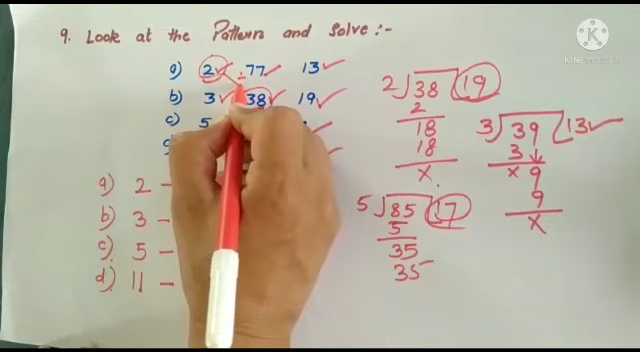 9. Look at the Pattern and Solve :-
a) 2 ÷ 77 13
b) 3 38 19
c) 5
a) 2 -
b) 3 -
c) 5 -
d) 11 -
2) 38 (19
2
18
18
x
3) 39 (13
3
x 9
9
x
5) 85 (17
5
35
35
KINEMASTER